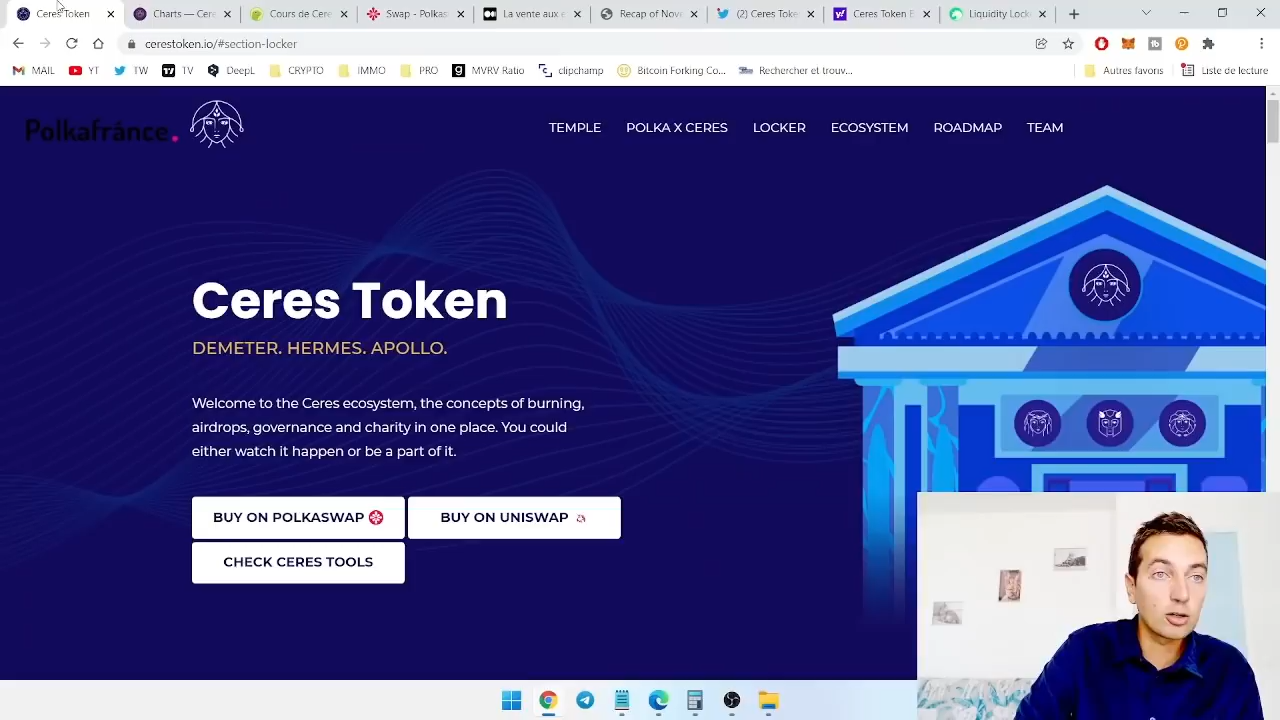 Ceres Token
Ceres — Cere
Cere de Cere
Swap - Polkas
La vente aux e
Recap of Nove
(2) Ceres Toke
Ceres Token E
Liquidity Lock
cerestoken.io/#section-locker
MAIL
YT
TW
TV
DeepL
CRYPTO
IMMO
PRO
MVRV Ratio
clipchamp
Bitcoin Forking Co...
Rechercher et trouv...
Autres favoris
Liste de lecture
Polkafrânce.
TEMPLE
POLKA X CERES
LOCKER
ECOSYSTEM
ROADMAP
TEAM
Ceres Token
DEMETER. HERMES. APOLLO.
Welcome to the Ceres ecosystem, the concepts of burning,
airdrops, governance and charity in one place. You could
either watch it happen or be a part of it.
BUY ON POLKASWAP
BUY ON UNISWAP
CHECK CERES TOOLS